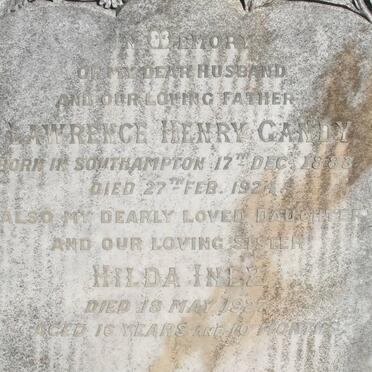 IN MEMORY
OF MY DEAR HUSBAND
AND OUR LOVING FATHER
LAWRENCE HENRY GANDY
BORN IN SOUTHAMPTON 17TH DEC.
DIED 27TH FEB.
ALSO MY DEARLY LOVED DAUGHTER
AND OUR LOVING SISTER
HILDA INEZ
DIED 18 MAY
AGED 16 YEARS AND 10 MONTHS